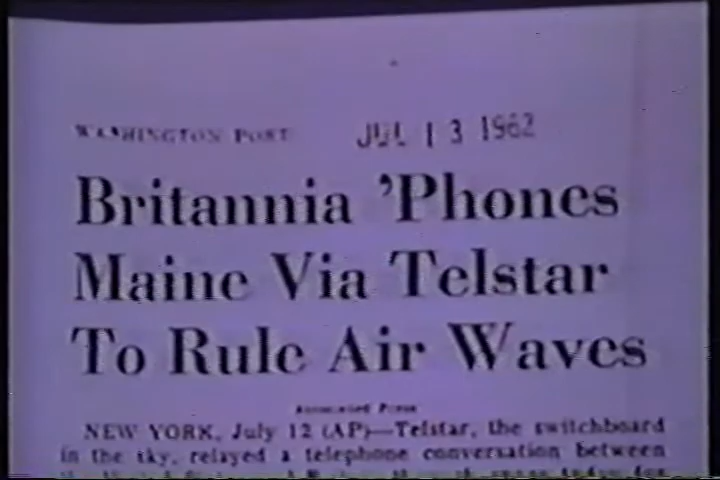 WASHINGTON POST JUL 13 1962
Britannia 'Phones
Maine Via Telstar
To Rule Air Waves
Associated Press
NEW YORK, July 12 (AP)—Telstar, the switchboard
in the sky, relayed a telephone conversation between